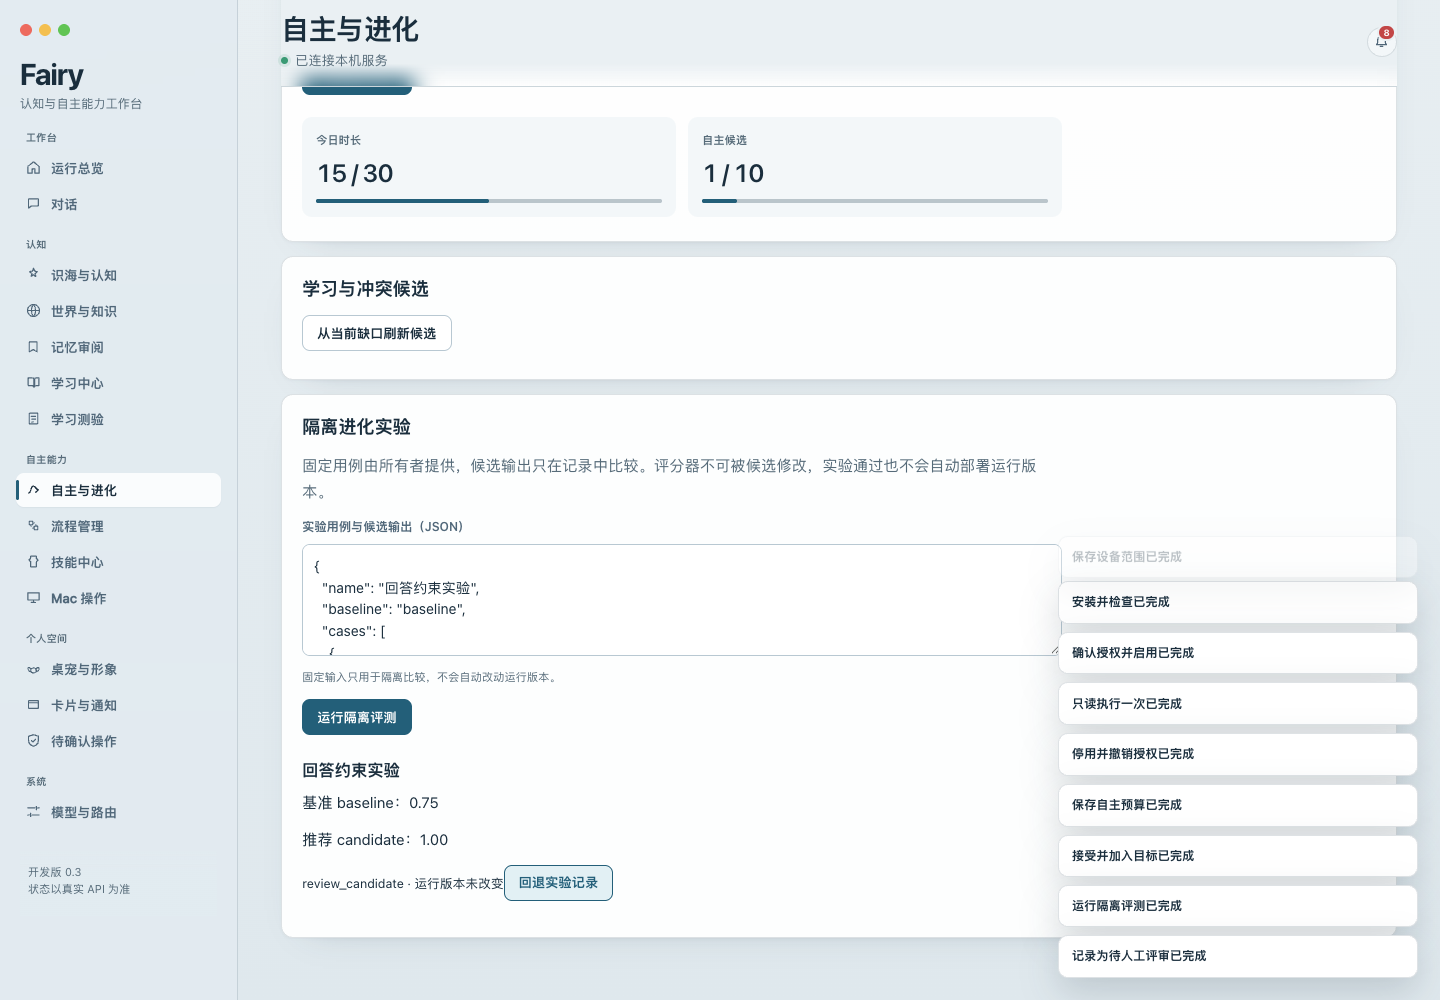 Fairy
认知与自主能力工作台
工作台
运行总览
对话
认知
识海与认知
世界与知识
记忆审阅
学习中心
学习测验
自主能力
自主与进化
流程管理
技能中心
Mac 操作
个人空间
桌宠与形象
卡片与通知
待确认操作
系统
模型与路由
开发版 0.3
状态以真实 API 为准
自主与进化
已连接本机服务
8
今日时长
15 / 30
自主候选
1 / 10
学习与冲突候选
从当前缺口刷新候选
隔离进化实验
固定用例由所有者提供，候选输出只在记录中比较。评分器不可被候选修改，实验通过也不会自动部署运行版
本。
实验用例与候选输出（JSON）
{
"name": "回答约束实验",
"baseline": "baseline",
"cases": [
{
固定输入只用于隔离比较，不会自动改动运行版本。
运行隔离评测
回答约束实验
基准 baseline：0.75
推荐 candidate：1.00
review_candidate · 运行版本未改变
回退实验记录
保存设备范围已完成
安装并检查已完成
确认授权并启用已完成
只读执行一次已完成
停用并撤销授权已完成
保存自主预算已完成
接受并加入目标已完成
运行隔离评测已完成
记录为待人工评审已完成